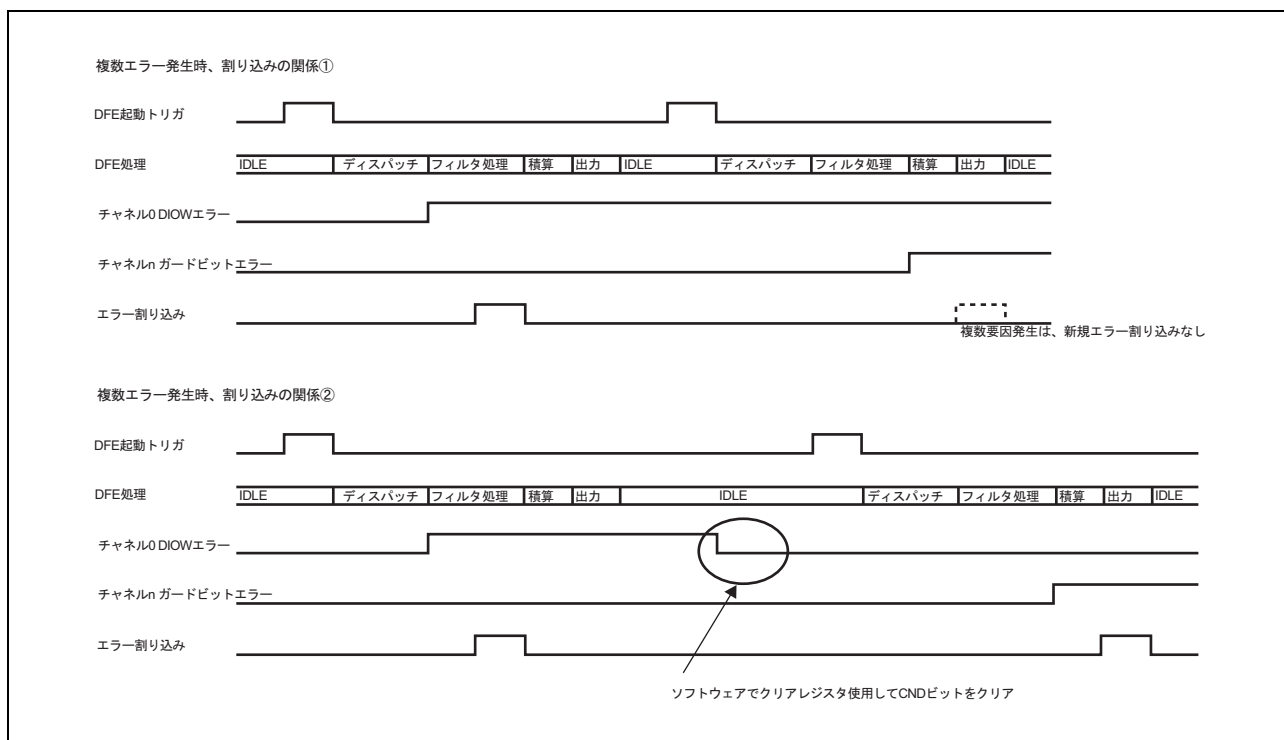 複数エラー発生時、割り込みの関係①
DFE起動トリガ
DFE処理 IDLE ディスパッチ フィルタ処理 積算 出力 IDLE ディスパッチ フィルタ処理 積算 出力 IDLE
チャネル0 DIOWエラー
チャネルn ガードビットエラー
エラー割り込み
複数要因発生は、新規エラー割り込みなし
複数エラー発生時、割り込みの関係②
DFE起動トリガ
DFE処理 IDLE ディスパッチ フィルタ処理 積算 出力 IDLE ディスパッチ フィルタ処理 積算 出力 IDLE
チャネル0 DIOWエラー
チャネルn ガードビットエラー
エラー割り込み
ソフトウェアでクリアレジスタ使用してCNDビットをクリア